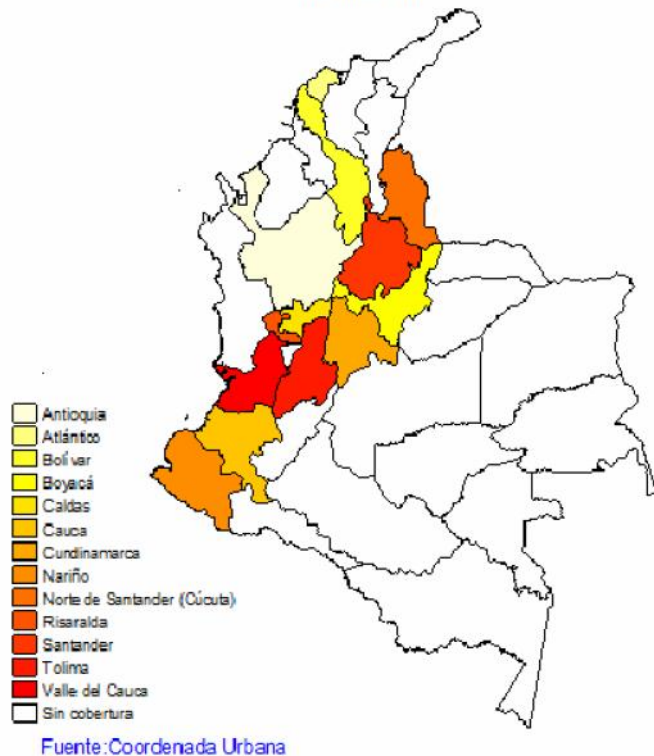 Antioquia
Atlántico
Bolívar
Boyacá
Caldas
Cauca
Cundinamarca
Nariño
Norte de Santander (Cúcuta)
Risaralda
Santander
Tolima
Valle del Cauca
Sin cobertura
Fuente:Coordenada Urbana